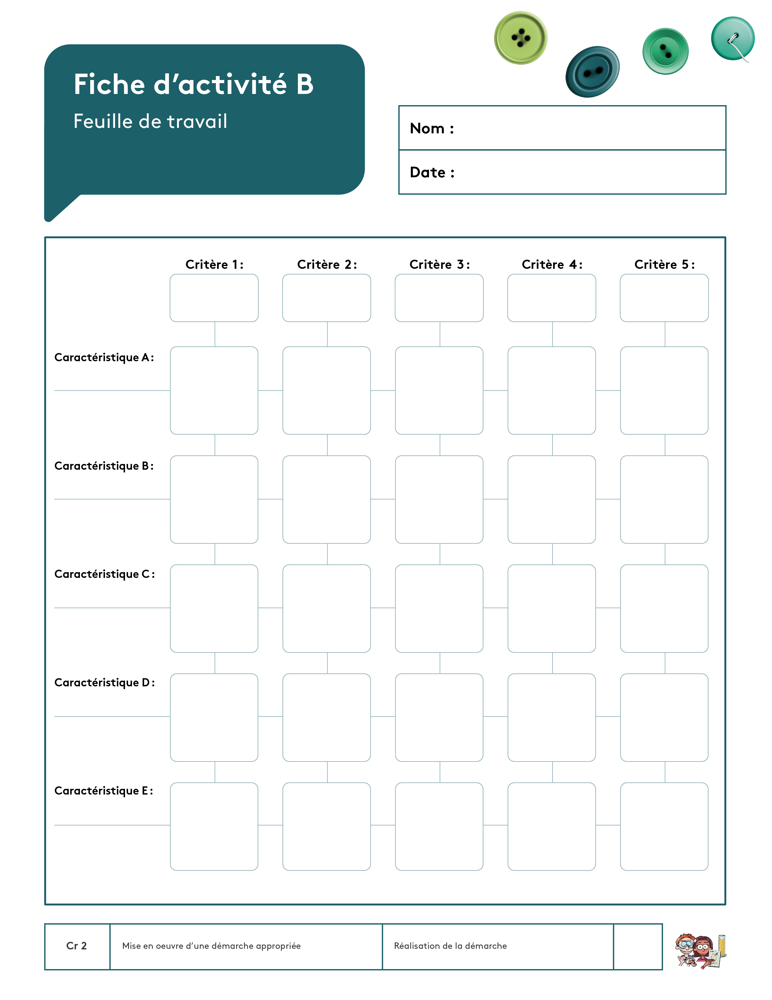 Fiche d’activité B
Feuille de travail
Nom :
Date :
Critère 1 :
Critère 2 :
Critère 3 :
Critère 4 :
Critère 5 :
Caractéristique A :
Caractéristique B :
Caractéristique C :
Caractéristique D :
Caractéristique E :
Cr 2
Mise en oeuvre d’une démarche appropriée
Réalisation de la démarche